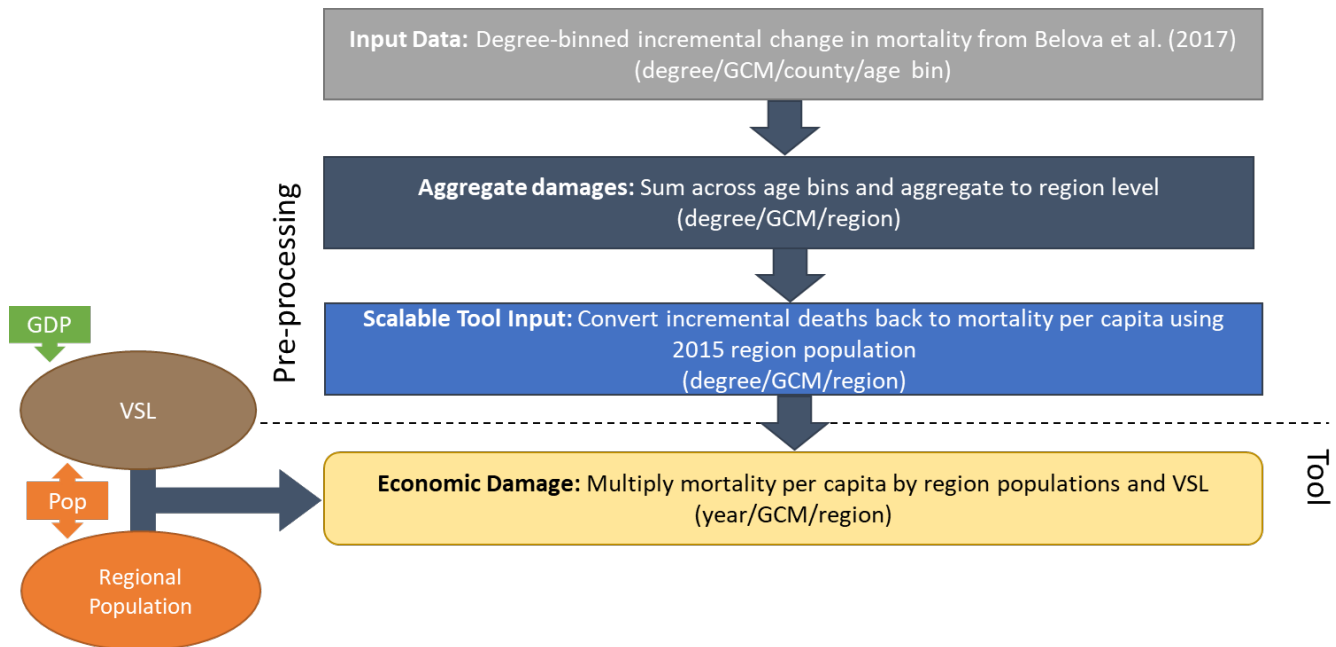 Input Data: Degree-binned incremental change in mortality from Belova et al. (2017)
(degree/GCM/county/age bin)
Pre-processing
Aggregate damages: Sum across age bins and aggregate to region level
(degree/GCM/region)
Scalable Tool Input: Convert incremental deaths back to mortality per capita using
2015 region population
(degree/GCM/region)
GDP
VSL
Pop
Regional
Population
Economic Damage: Multiply mortality per capita by region populations and VSL
(year/GCM/region)
Tool